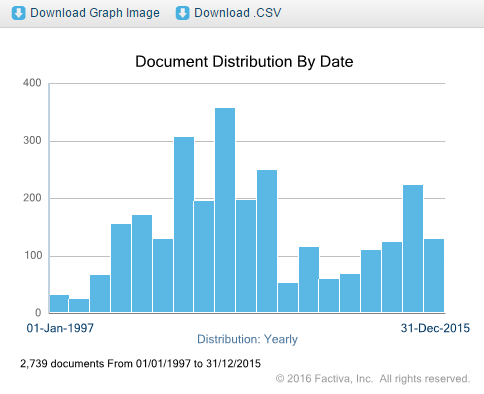 Download Graph Image Download .CSV
Document Distribution By Date
400
300
200
100
0
01-Jan-1997 31-Dec-2015
Distribution: Yearly
2,739 documents From 01/01/1997 to 31/12/2015
© 2016 Factiva, Inc. All rights reserved.